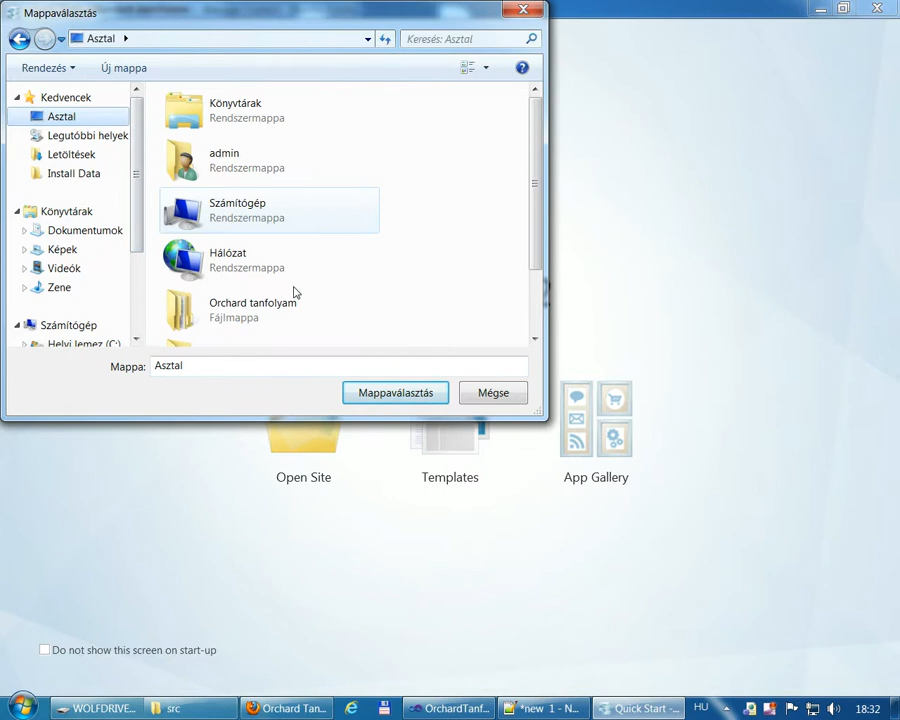 Mappaválasztás
Asztal
Keresés: Asztal
Rendezés
Új mappa
Kedvencek
Asztal
Legutóbbi helyek
Letöltések
Install Data
Könyvtárak
Dokumentumok
Képek
Videók
Zene
Számítógép
Helyi lemez (C:)
Könyvtárak
Rendszermappa
admin
Rendszermappa
Számítógép
Rendszermappa
Hálózat
Rendszermappa
Orchard tanfolyam
Fájlmappa
Mappa:
Asztal
Mappaválasztás
Mégse
Open Site
Templates
App Gallery
Do not show this screen on start-up
WOLFDRIVE...
src
Orchard Tan...
OrchardTanf...
*new 1 - N...
Quick Start -...
HU
18:32